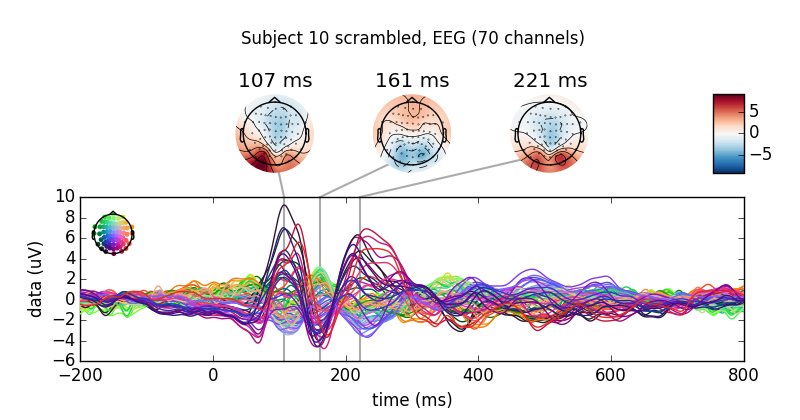 Subject 10 scrambled, EEG (70 channels)
107 ms 161 ms 221 ms
5
0
−5
10
8
6
4
2
0
−2
−4
−6
data (uV)
−200 0 200 400 600 800
time (ms)